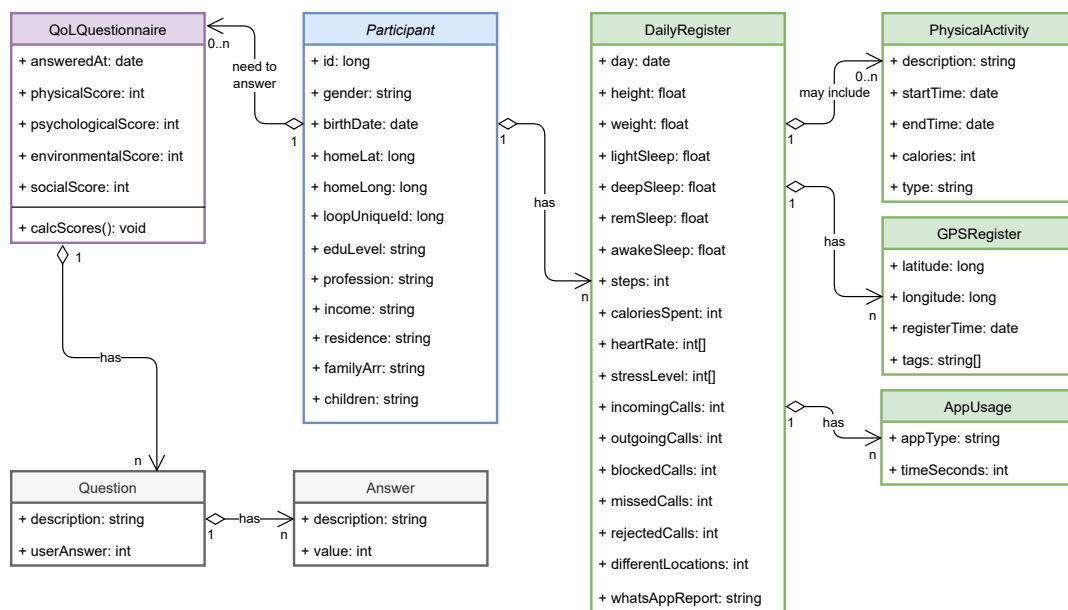 QoLQuestionnaire
+ answeredAt: date
+ physicalScore: int
+ psychologicalScore: int
+ environmentalScore: int
+ socialScore: int
+ calcScores(): void
1
has
n
0..n
need to
answer
1
Participant
+ id: long
+ gender: string
+ birthDate: date
+ homeLat: long
+ homeLong: long
+ loopUniqueId: long
+ eduLevel: string
+ profession: string
+ income: string
+ residence: string
+ familyArr: string
+ children: string
1
has
n
DailyRegister
+ day: date
+ height: float
+ weight: float
+ lightSleep: float
+ deepSleep: float
+ remSleep: float
+ awakeSleep: float
+ steps: int
+ caloriesSpent: int
+ heartRate: int[]
+ stressLevel: int[]
+ incomingCalls: int
+ outgoingCalls: int
+ blockedCalls: int
+ missedCalls: int
+ rejectedCalls: int
+ differentLocations: int
+ whatsAppReport: string
0..n
may include
1
PhysicalActivity
+ description: string
+ startTime: date
+ endTime: date
+ calories: int
+ type: string
1
has
n
GPSRegister
+ latitude: long
+ longitude: long
+ registerTime: date
+ tags: string[]
1
has
n
AppUsage
+ appType: string
+ timeSeconds: int
Question
+ description: string
+ userAnswer: int
1
has
n
Answer
+ description: string
+ value: int